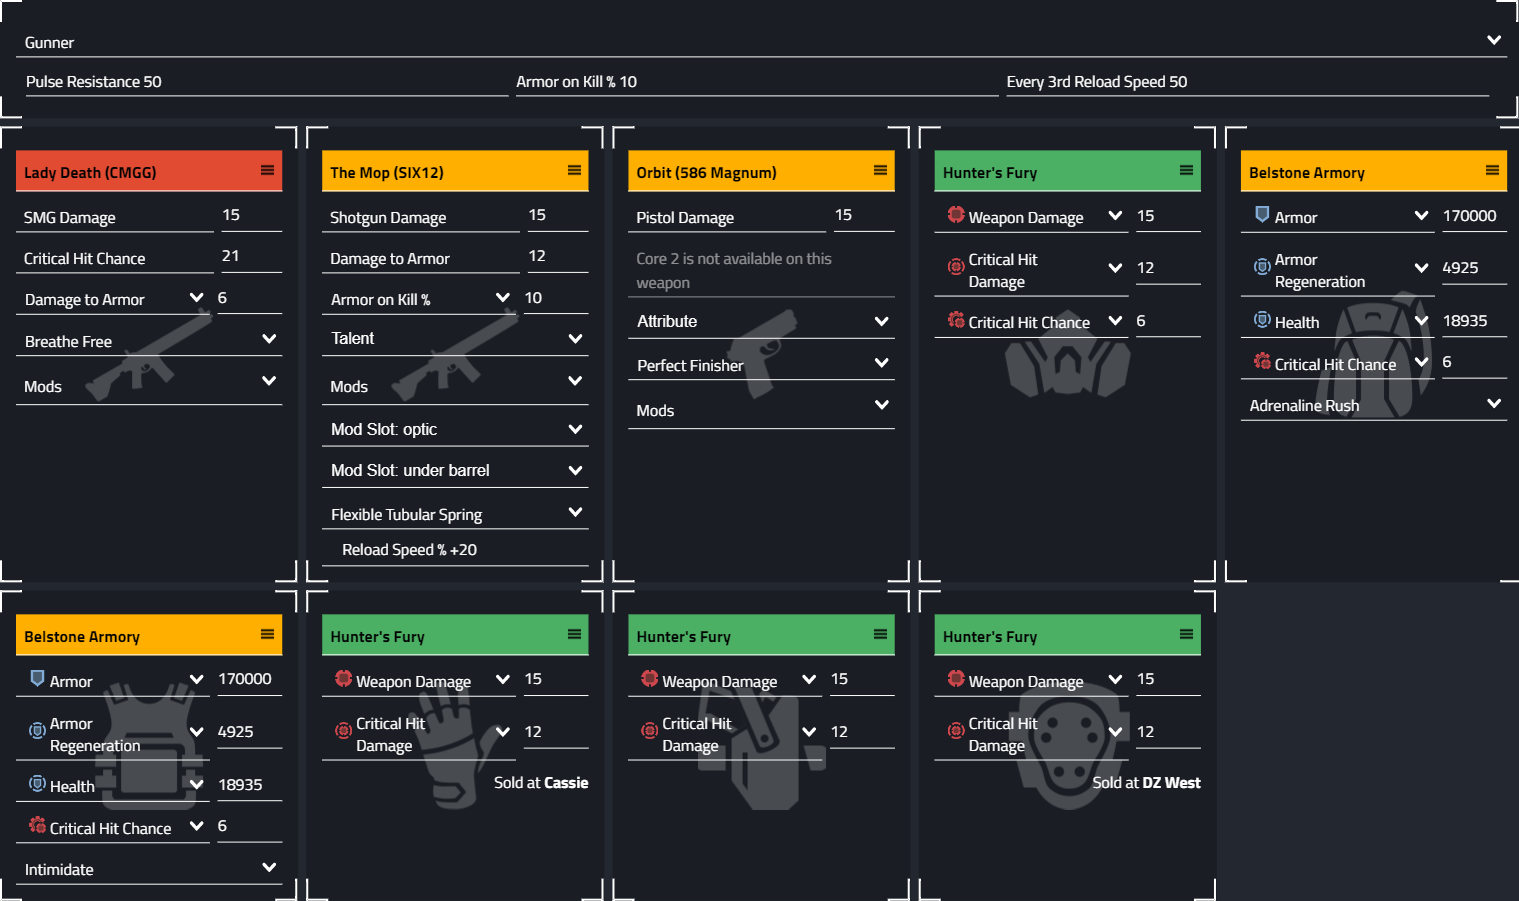 Gunner
Pulse Resistance 50
Armor on Kill % 10
Every 3rd Reload Speed 50
Lady Death (CMGG)
SMG Damage 15
Critical Hit Chance 21
Damage to Armor 6
Breathe Free
Mods
The Mop (SIX12)
Shotgun Damage 15
Damage to Armor 12
Armor on Kill % 10
Talent
Mods
Mod Slot: optic
Mod Slot: under barrel
Flexible Tubular Spring
Reload Speed % +20
Orbit (586 Magnum)
Pistol Damage 15
Core 2 is not available on this
weapon
Attribute
Perfect Finisher
Mods
Hunter's Fury
Weapon Damage 15
Critical Hit
Damage 12
Critical Hit Chance 6
Belstone Armory
Armor 170000
Armor
Regeneration 4925
Health 18935
Critical Hit Chance 6
Adrenaline Rush
Belstone Armory
Armor 170000
Armor
Regeneration 4925
Health 18935
Critical Hit Chance 6
Intimidate
Hunter's Fury
Weapon Damage 15
Critical Hit
Damage 12
Sold at Cassie
Hunter's Fury
Weapon Damage 15
Critical Hit
Damage 12
Hunter's Fury
Weapon Damage 15
Critical Hit
Damage 12
Sold at DZ West